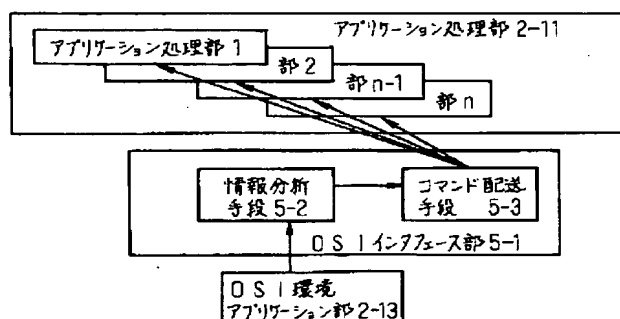 アプリケーション処理部 2-11
アプリケーション処理部 1
部 2
部 n-1
部 n
情報分析
手段 5-2
コマンド配送
手段 5-3
OSIインタフェース部 5-1
OSI環境
アプリケーション部 2-13